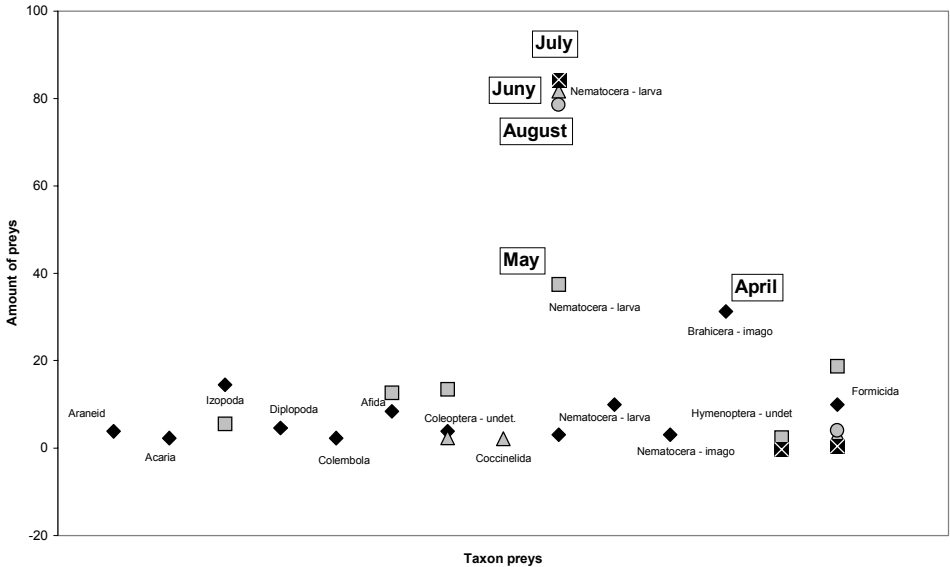 100
80
60
40
20
0
-20
Amount of preys
Taxon preys
July
Juny
August
Nematocera - larva
May
Nematocera - larva
April
Brahicera - imago
Araneid
Acaria
Izopoda
Diplopoda
Colembola
Afida
Coleoptera - undet.
Coccinelida
Nematocera - larva
Nematocera - imago
Hymenoptera - undet
Formicida